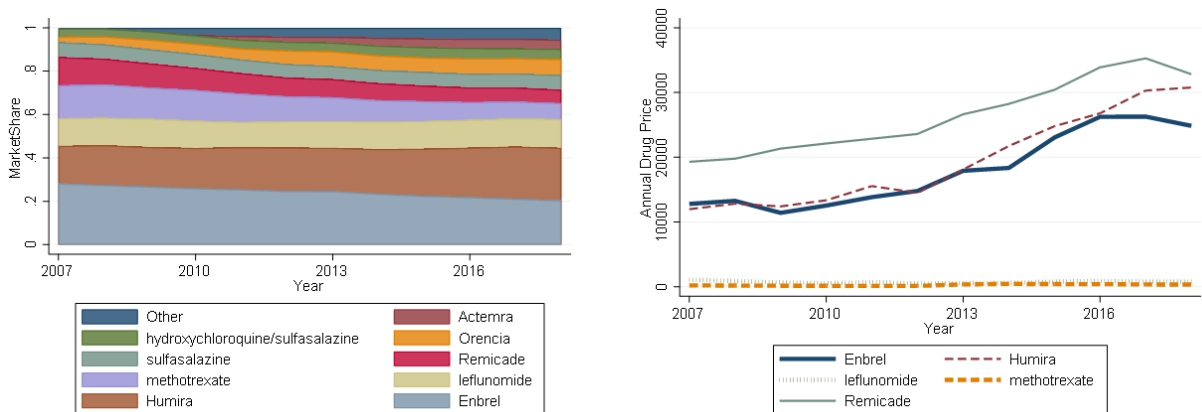 MarketShare
1
.8
.6
.4
.2
0
2007 2010 2013 2016
Year
Other Actemra
hydroxychloroquine/sulfasalazine Orencia
sulfasalazine Remicade
methotrexate leflunomide
Humira Enbrel
Annual Drug Price
40000
30000
20000
10000
0
2007 2010 2013 2016
Year
Enbrel Humira
leflunomide methotrexate
Remicade